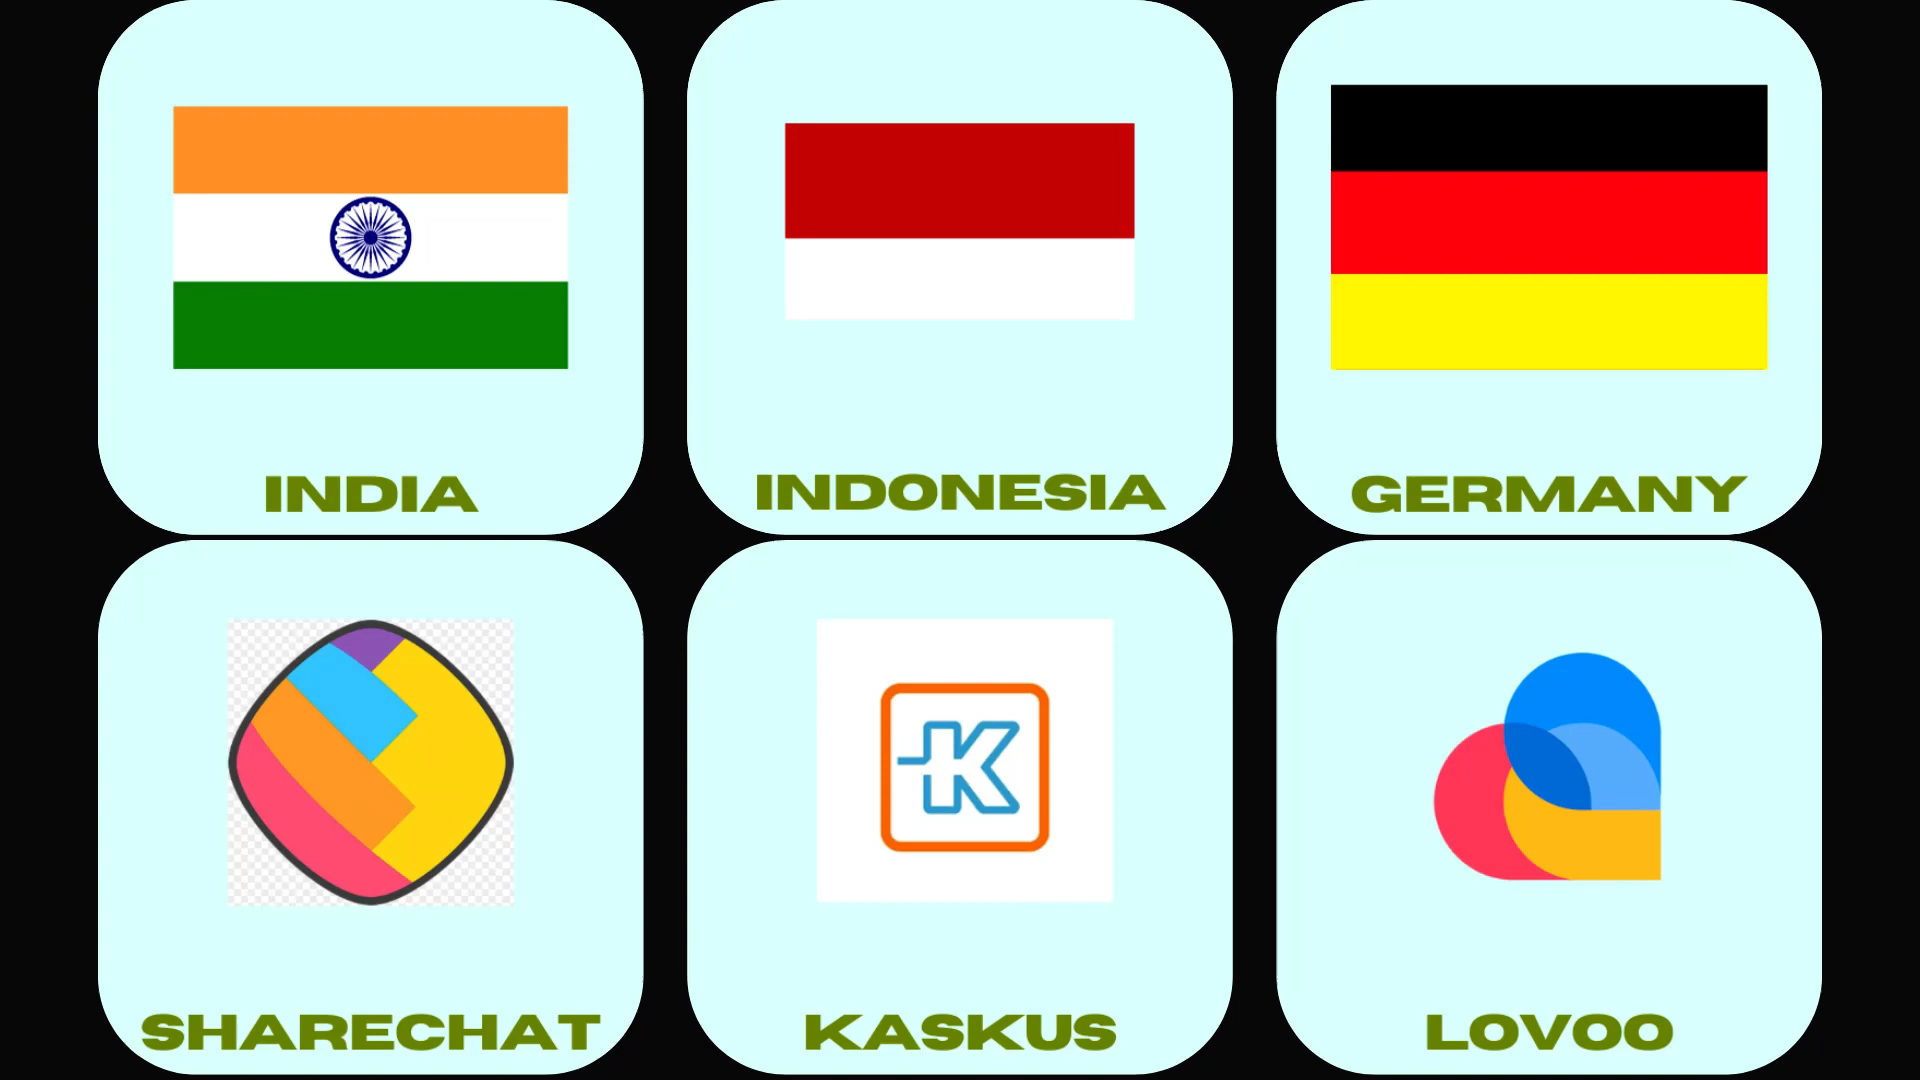 INDIA
INDONESIA
GERMANY
K
SHARECHAT
KASKUS
LOVOO